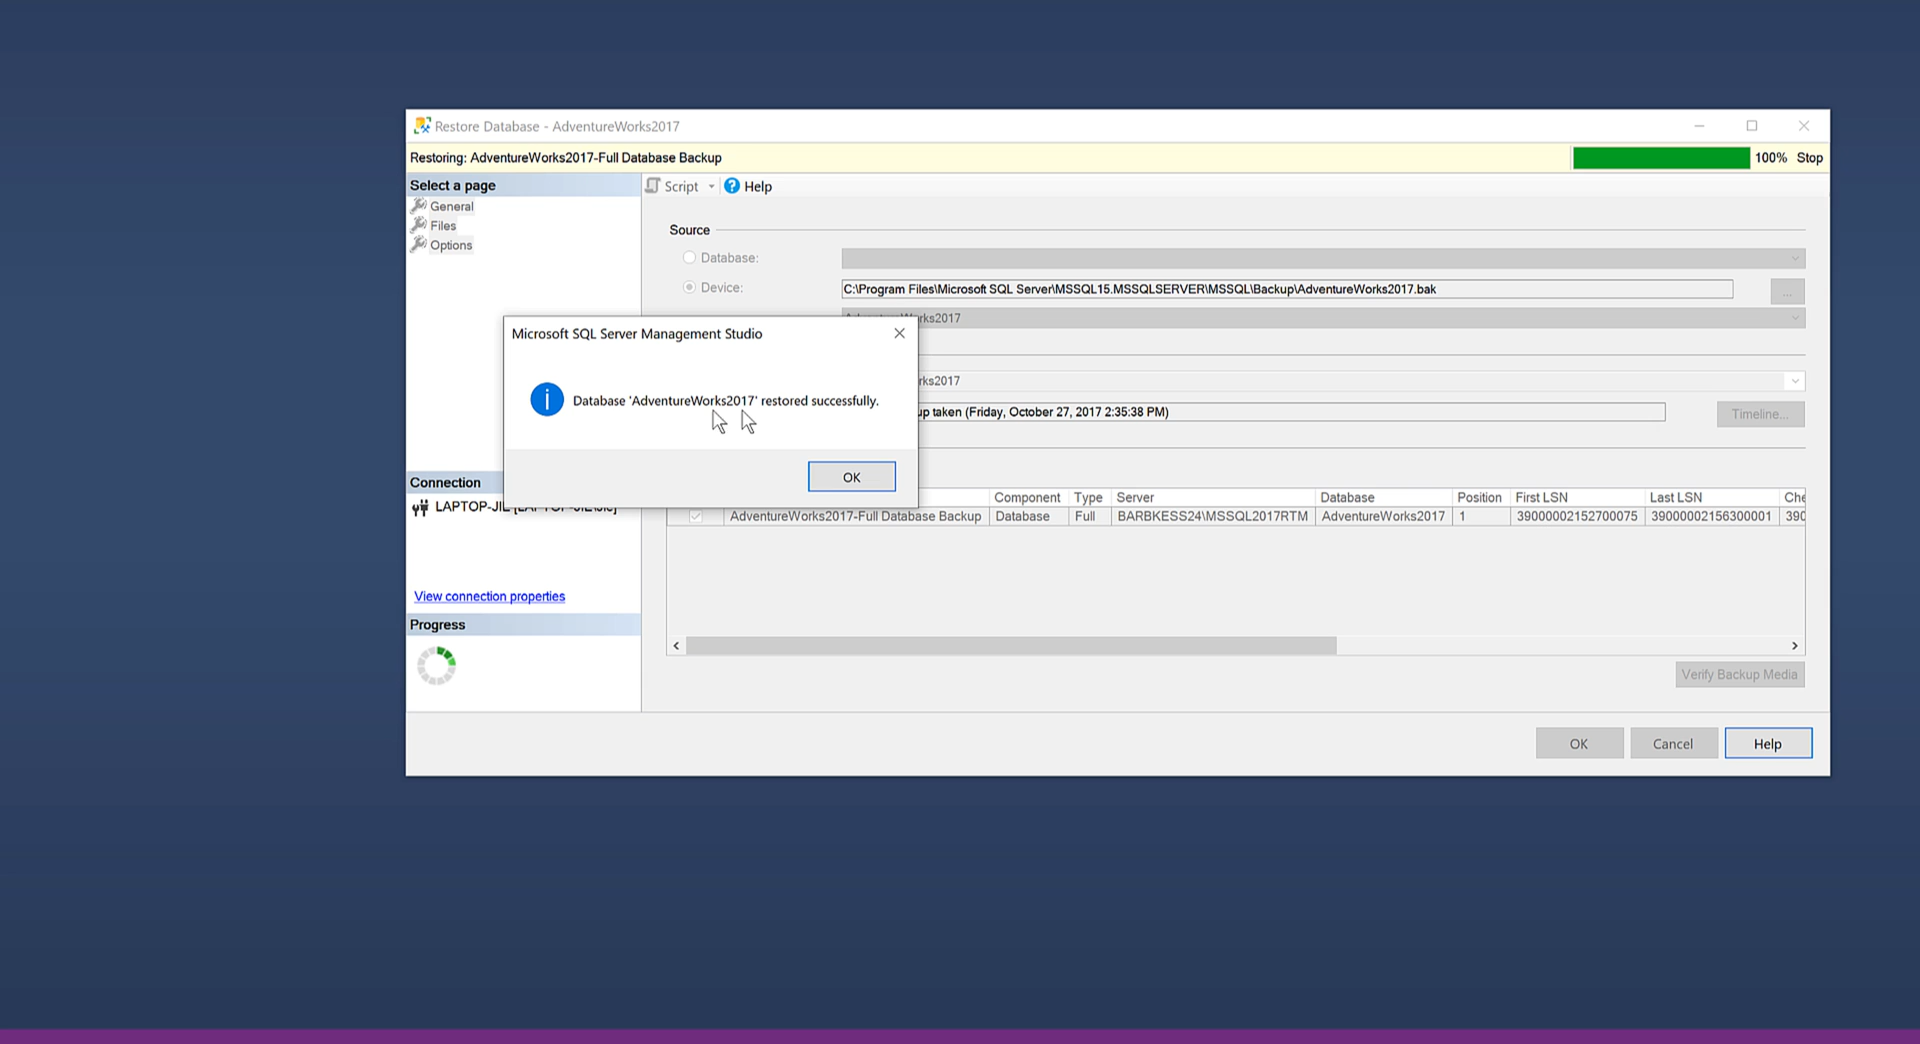 Restore Database - AdventureWorks2017
Restoring: AdventureWorks2017-Full Database Backup
100% Stop
Select a page
General
Files
Options
Script
Help
Source
Database:
Device:
C:\Program Files\Microsoft SQL Server\MSSQL15.MSSQLSERVER\MSSQL\Backup\AdventureWorks2017.bak
...
rks2017
Microsoft SQL Server Management Studio
Database 'AdventureWorks2017' restored successfully.
OK
rks2017
up taken (Friday, October 27, 2017 2:35:38 PM)
Timeline...
Connection
LAPTOP-JIL
Component Type Server Database Position First LSN Last LSN Che
AdventureWorks2017-Full Database Backup Database Full BARBKESS24\MSSQL2017RTM AdventureWorks2017 1 39000002152700075 39000002156300001 390
View connection properties
Progress
Verify Backup Media
OK
Cancel
Help